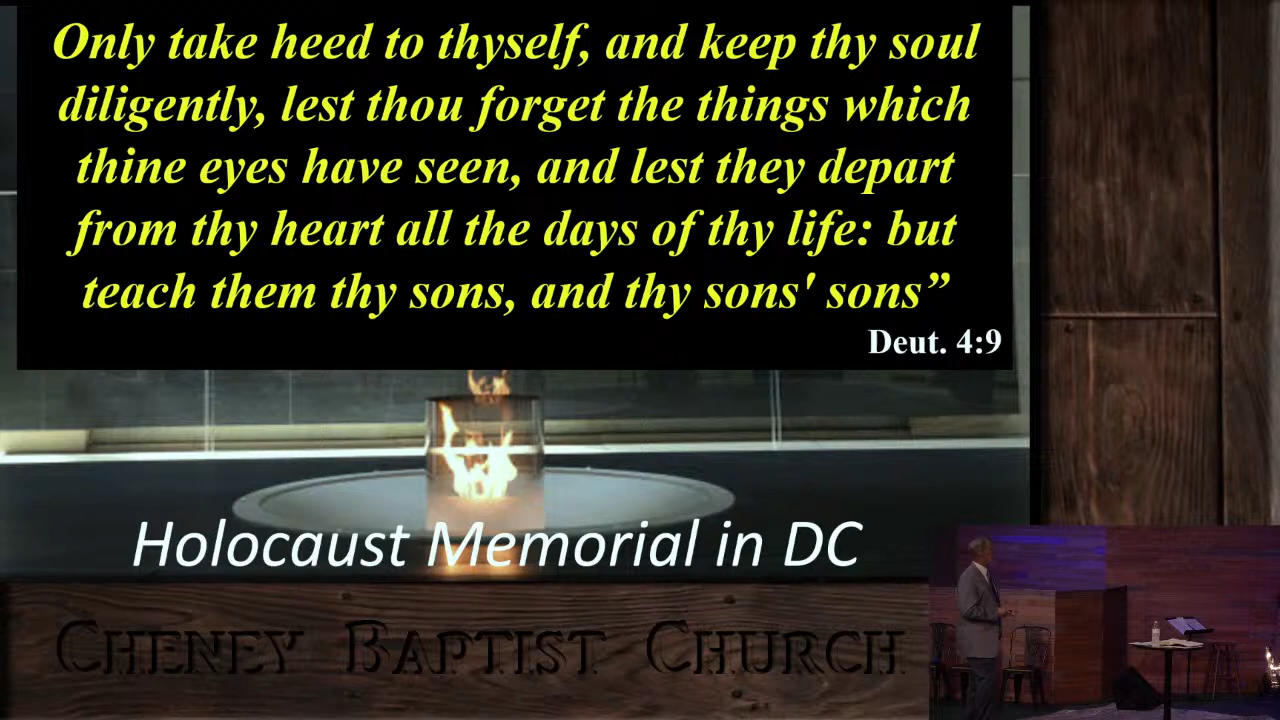 Only take heed to thyself, and keep thy soul
diligently, lest thou forget the things which
thine eyes have seen, and lest they depart
from thy heart all the days of thy life: but
teach them thy sons, and thy sons' sons”
Deut. 4:9
Holocaust Memorial in DC
Cheney Baptist Church